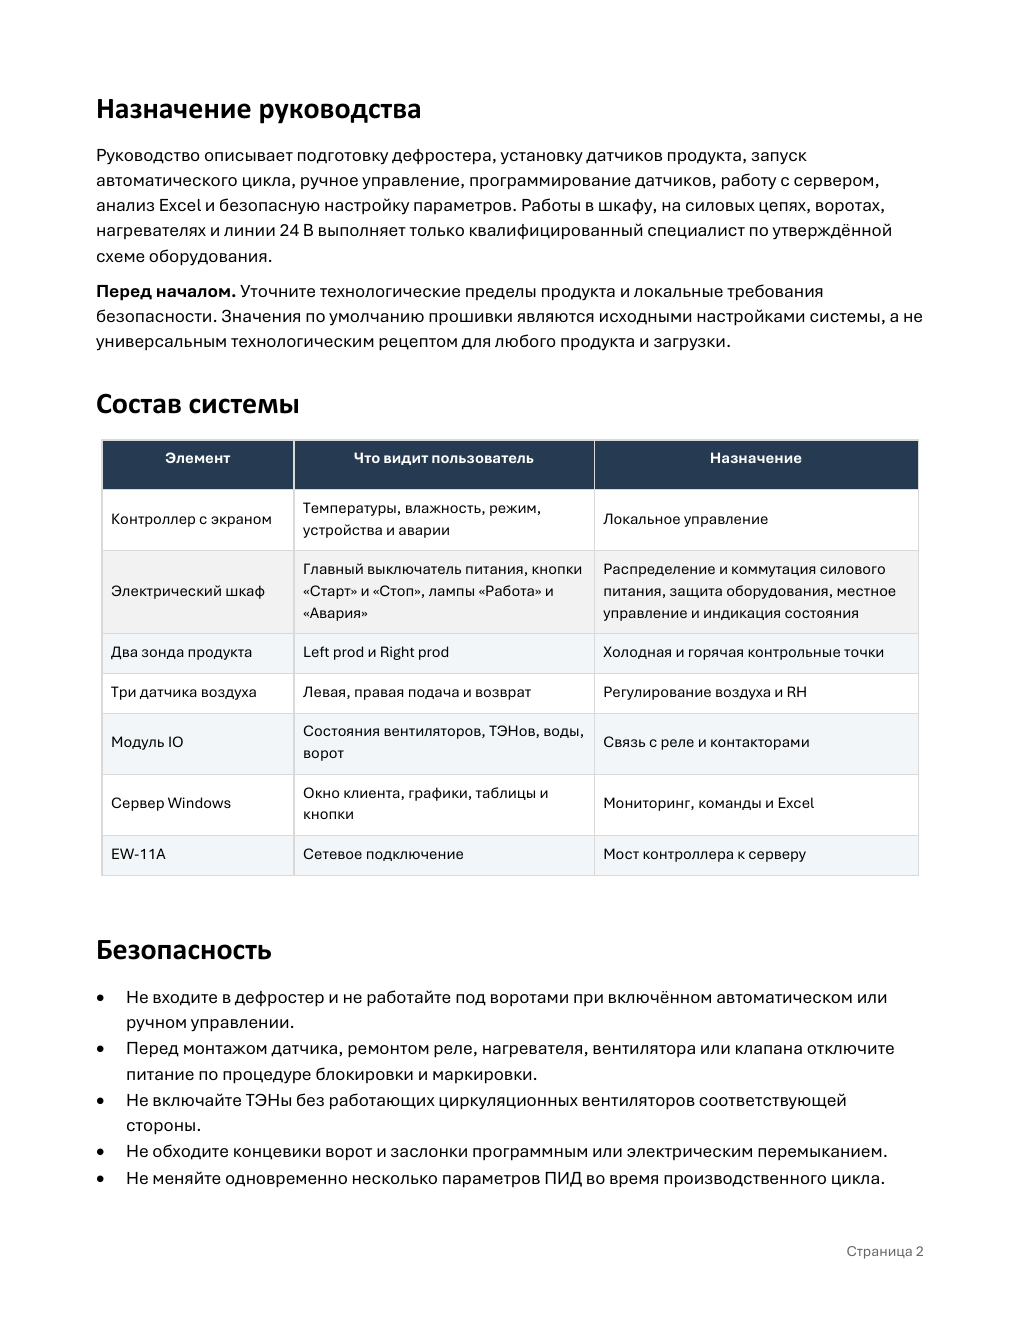 Назначение руководства
Руководство описывает подготовку дефростера, установку датчиков продукта, запуск
автоматического цикла, ручное управление, программирование датчиков, работу с сервером,
анализ Excel и безопасную настройку параметров. Работы в шкафу, на силовых цепях, воротах,
нагревателях и линии 24 В выполняет только квалифицированный специалист по утверждённой
схеме оборудования.
Перед началом. Уточните технологические пределы продукта и локальные требования
безопасности. Значения по умолчанию прошивки являются исходными настройками системы, а не
универсальным технологическим рецептом для любого продукта и загрузки.
Состав системы
Элемент Что видит пользователь Назначение
Контроллер с экраном
Температуры, влажность, режим,
устройства и аварии
Локальное управление
Электрический шкаф
Главный выключатель питания, кнопки
«Старт» и «Стоп», лампы «Работа» и
«Авария»
Распределение и коммутация силового
питания, защита оборудования, местное
управление и индикация состояния
Два зонда продукта Left prod и Right prod Холодная и горячая контрольные точки
Три датчика воздуха Левая, правая подача и возврат Регулирование воздуха и RH
Модуль IO
Состояния вентиляторов, ТЭНов, воды,
ворот
Связь с реле и контакторами
Сервер Windows
Окно клиента, графики, таблицы и
кнопки
Мониторинг, команды и Excel
EW-11A Сетевое подключение Мост контроллера к серверу
Безопасность
• Не входите в дефростер и не работайте под воротами при включённом автоматическом или
ручном управлении.
• Перед монтажом датчика, ремонтом реле, нагревателя, вентилятора или клапана отключите
питание по процедуре блокировки и маркировки.
• Не включайте ТЭНы без работающих циркуляционных вентиляторов соответствующей
стороны.
• Не обходите концевики ворот и заслонки программным или электрическим перемыканием.
• Не меняйте одновременно несколько параметров ПИД во время производственного цикла.
Страница 2